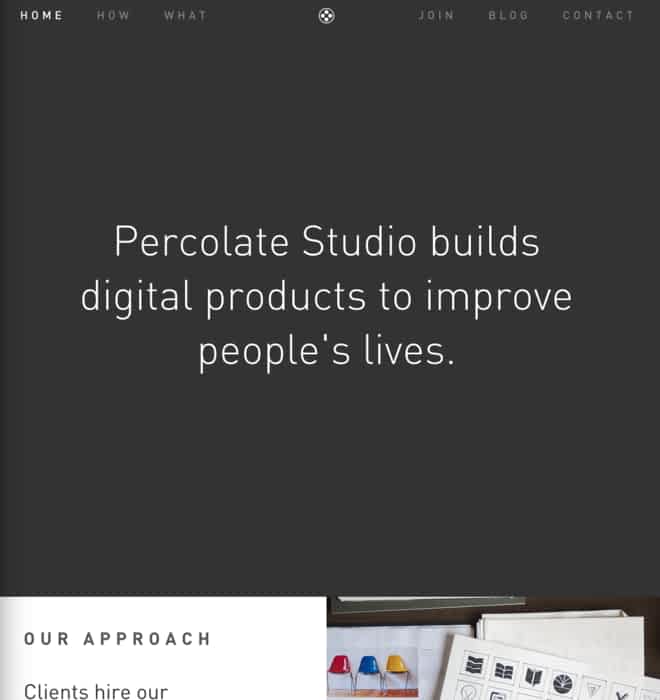 HOME HOW WHAT JOIN BLOG CONTACT
Percolate Studio builds
digital products to improve
people's lives.
OUR APPROACH
Clients hire our